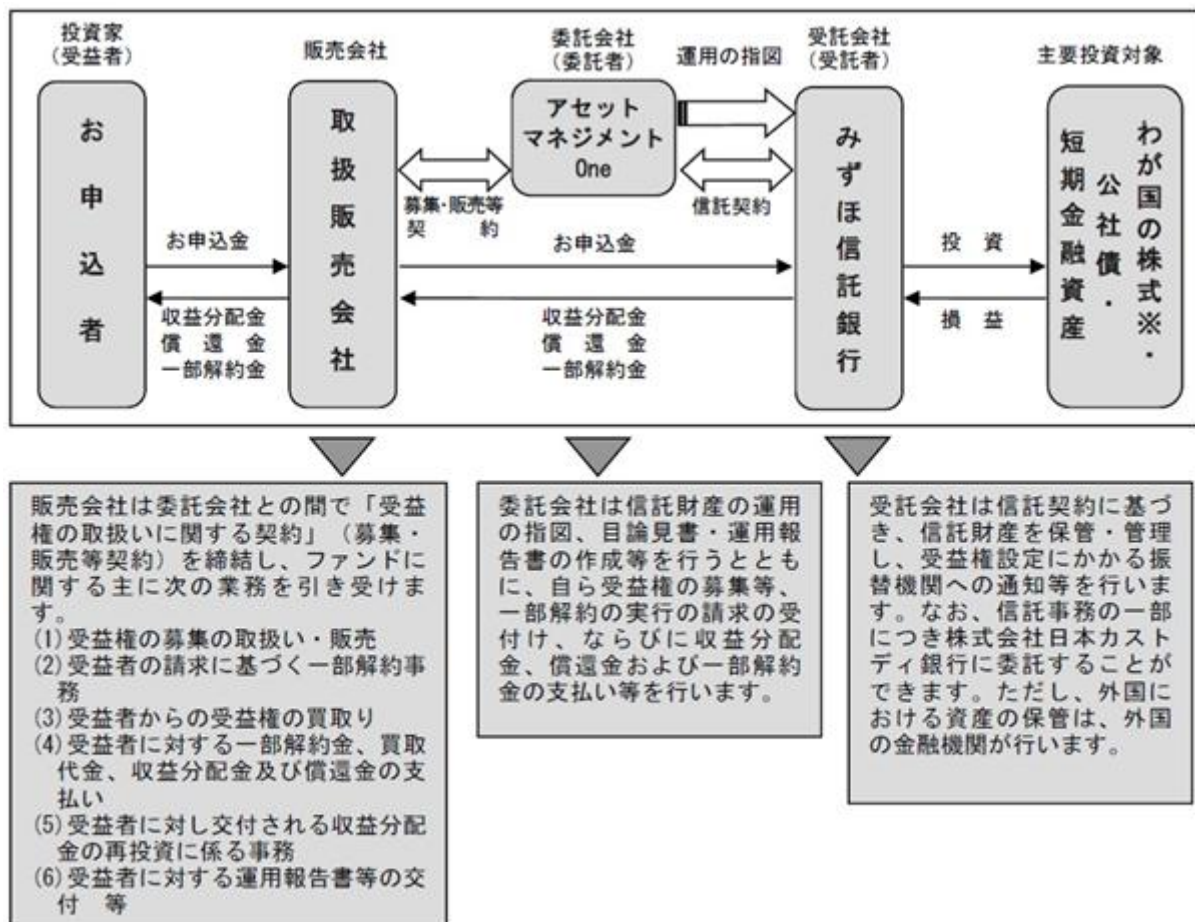 投資家
(受益者)
お申込者
販売会社
取扱販売会社
委託会社
(委託者)
アセット
マネジメント
One
運用の指図
受託会社
(受託者)
みずほ信託銀行
主要投資対象
わが国の株式※・
公社債・
短期金融資産
募集・販売等
契 約
信託契約
お申込金
収益分配金
償 還 金
一部解約金
お申込金
収益分配金
償 還 金
一部解約金
投 資
損 益
販売会社は委託会社との間で「受益
権の取扱いに関する契約」(募集・
販売等契約)を締結し、ファンドに
関する主に次の業務を引き受けま
す。
(1)受益権の募集の取扱い・販売
(2)受益者の請求に基づく一部解約事
務
(3)受益者からの受益権の買取り
(4)受益者に対する一部解約金、買取
代金、収益分配金及び償還金の支
払い
(5)受益者に対し交付される収益分配
金の再投資に係る事務
(6)受益者に対する運用報告書等の交
付 等
委託会社は信託財産の運用
の指図、目論見書・運用報
告書の作成等を行うととも
に、自ら受益権の募集等、
一部解約の実行の請求の受
付け、ならびに収益分配
金、償還金および一部解約
金の支払い等を行います。
受託会社は信託契約に基づ
き、信託財産を保管・管理
し、受益権設定にかかる振
替機関への通知等を行いま
す。なお、信託事務の一部
につき株式会社日本カスト
ディ銀行に委託することが
できます。ただし、外国に
おける資産の保管は、外国
の金融機関が行います。